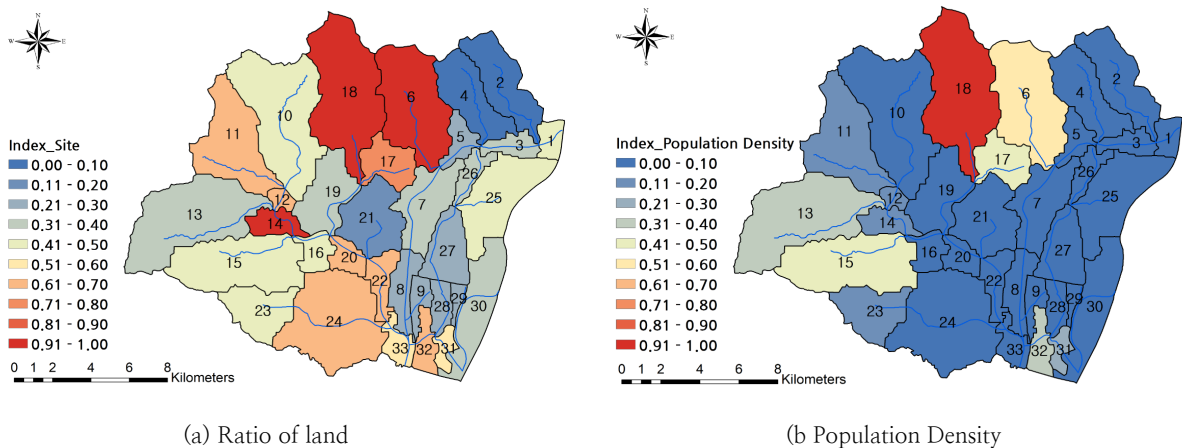 N
W E
S
Index_Site
0,00 - 0,10
0,11 - 0,20
0,21 - 0,30
0,31 - 0,40
0,41 - 0,50
0,51 - 0,60
0,61 - 0,70
0,71 - 0,80
0,81 - 0,90
0,91 - 1,00
0 1 2 4 6 8
Kilometers
1
2
3
4
5
6
7
8
9
10
11
12
13
14
15
16
17
18
19
20
21
22
23
24
25
26
27
28
29
30
31
32
33
(a) Ratio of land
N
W E
S
Index_Population Density
0,00 - 0,10
0,11 - 0,20
0,21 - 0,30
0,31 - 0,40
0,41 - 0,50
0,51 - 0,60
0,61 - 0,70
0,71 - 0,80
0,81 - 0,90
0,91 - 1,00
0 1 2 4 6 8
Kilometers
1
2
3
4
5
6
7
8
9
10
11
12
13
14
15
16
17
18
19
20
21
22
23
24
25
26
27
28
29
30
31
32
33
(b Population Density